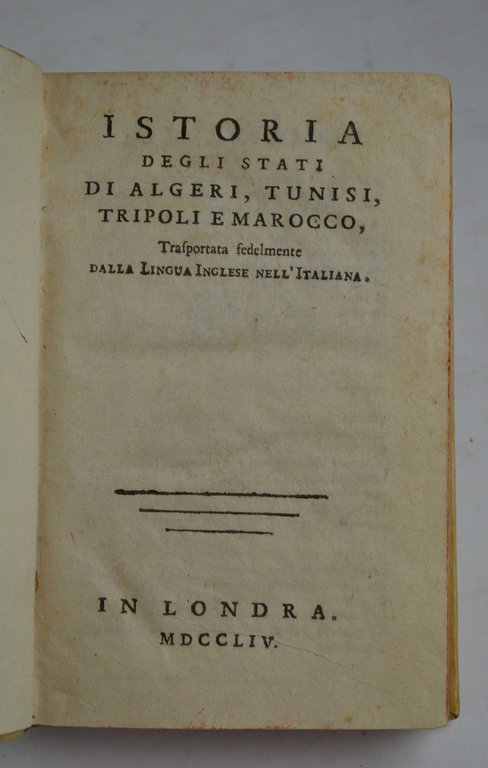 ISTORIA
DEGLI STATI
DI ALGERI, TUNISI,
TRIPOLI E MAROCCO,
Traſportata fedelmente
DALLA LINGUA INGLESE NELL'ITALIANA.
IN LONDRA.
MDCCLIV.